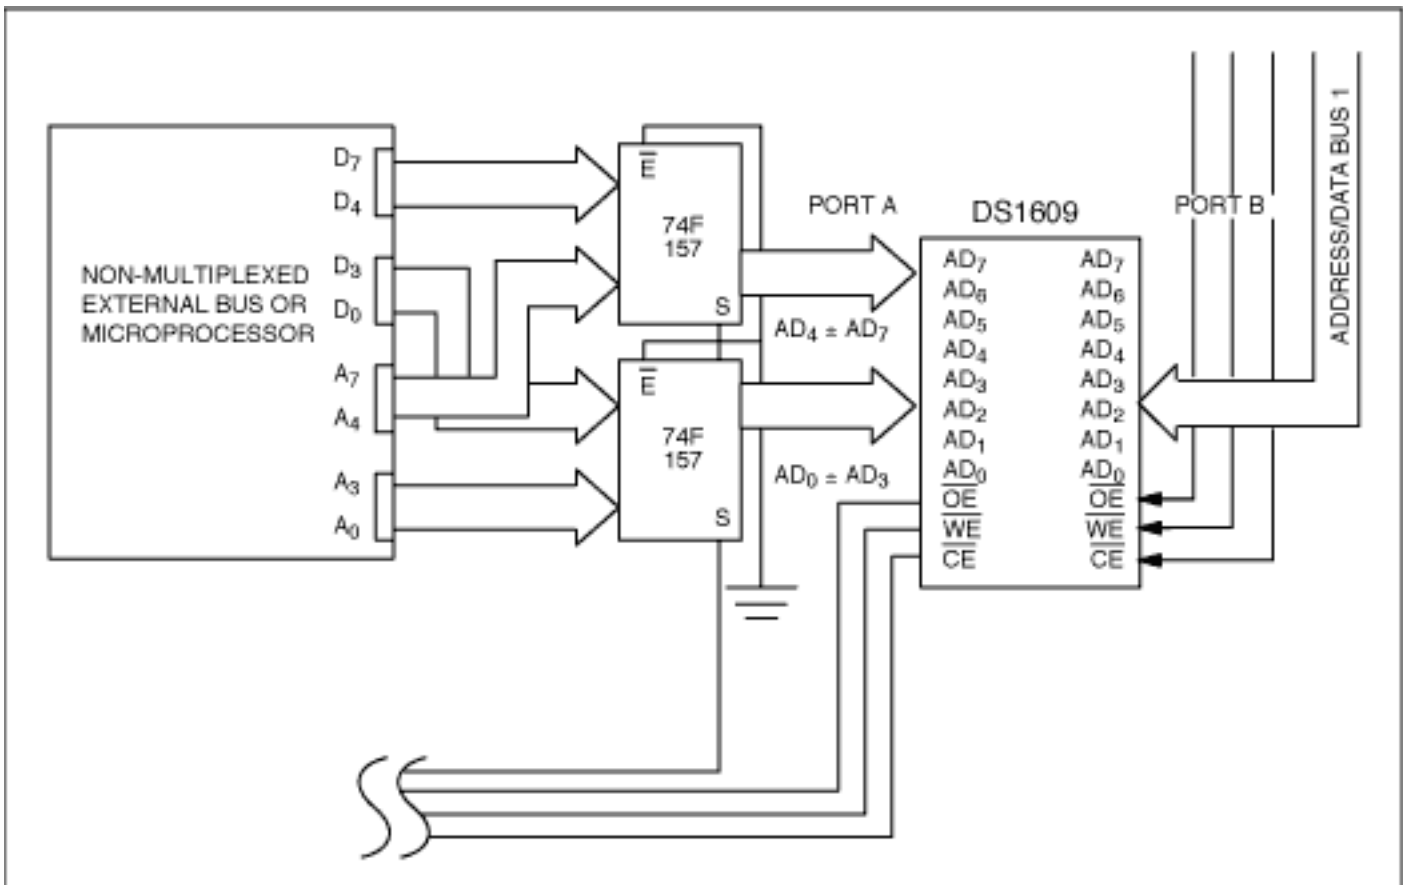 NON-MULTIPLEXED
EXTERNAL BUS OR
MICROPROCESSOR
D7
D4
D3
D0
A7
A4
A3
A0
E
74F
157
S
E
74F
157
S
PORT A
AD4 ± AD7
AD0 ± AD3
DS1609
AD7
AD6
AD5
AD4
AD3
AD2
AD1
AD0
OE
WE
CE
AD7
AD6
AD5
AD4
AD3
AD2
AD1
AD0
OE
WE
CE
PORT B
ADDRESS/DATA BUS 1